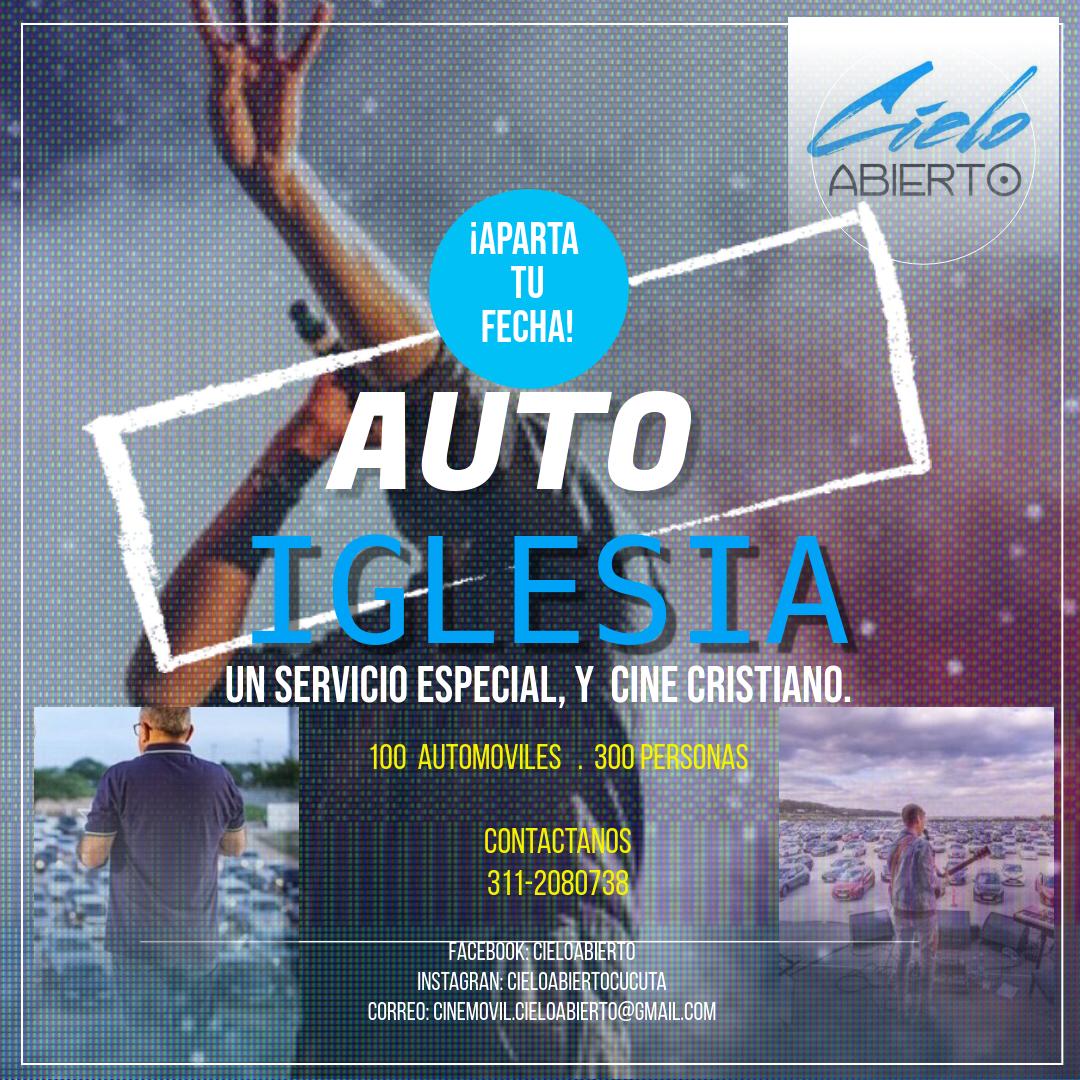 Cielo
ABIERTO
¡APARTA
TU
FECHA!
AUTO
IGLESIA
UN SERVICIO ESPECIAL, Y CINE CRISTIANO.
100 AUTOMOVILES . 300 PERSONAS
CONTACTANOS
311-2080738
FACEBOOK: CIELOABIERTO
INSTAGRAN: CIELOABIERTOCUCUTA
CORREO: CINEMOVIL.CIELOABIERTO@GMAIL.COM